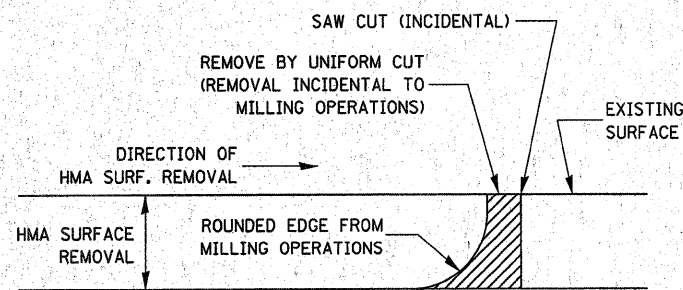 SAW CUT (INCIDENTAL)
REMOVE BY UNIFORM CUT
(REMOVAL INCIDENTAL TO
MILLING OPERATIONS)
EXISTING
SURFACE
DIRECTION OF
HMA SURF. REMOVAL
HMA SURFACE
REMOVAL
ROUNDED EDGE FROM
MILLING OPERATIONS